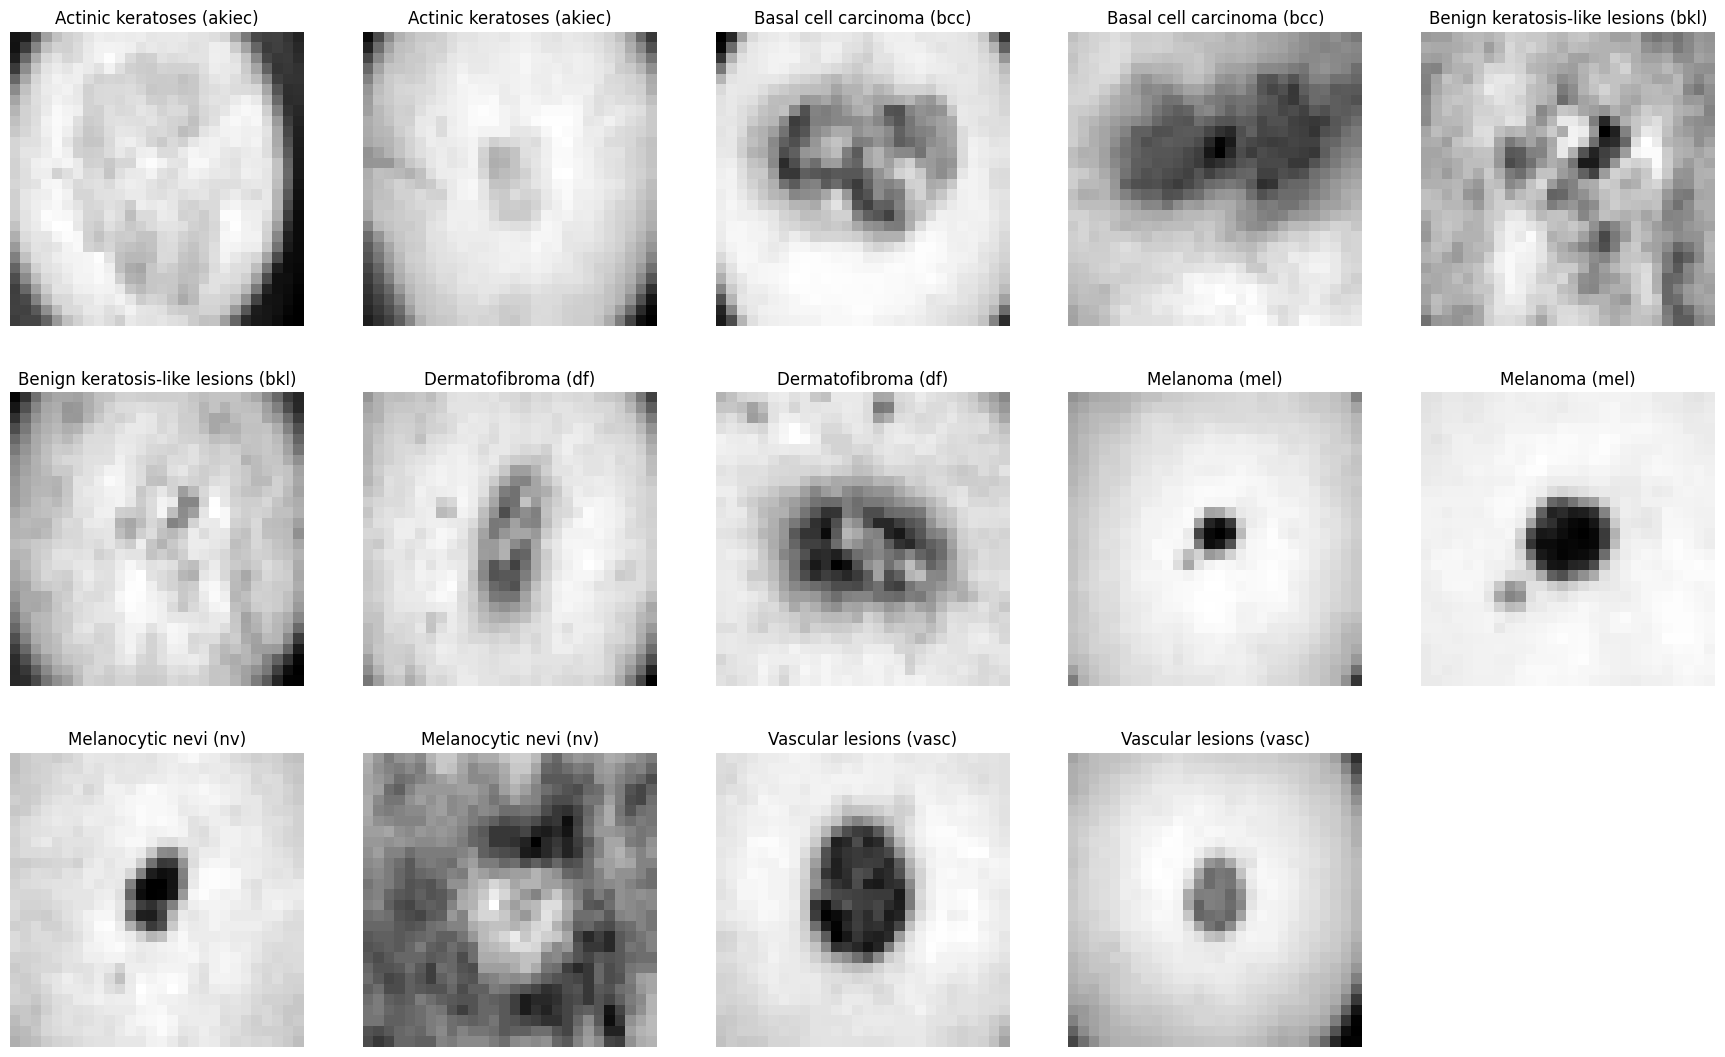 Actinic keratoses (akiec)
Actinic keratoses (akiec)
Basal cell carcinoma (bcc)
Basal cell carcinoma (bcc)
Benign keratosis-like lesions (bkl)
Benign keratosis-like lesions (bkl)
Dermatofibroma (df)
Dermatofibroma (df)
Melanoma (mel)
Melanoma (mel)
Melanocytic nevi (nv)
Melanocytic nevi (nv)
Vascular lesions (vasc)
Vascular lesions (vasc)